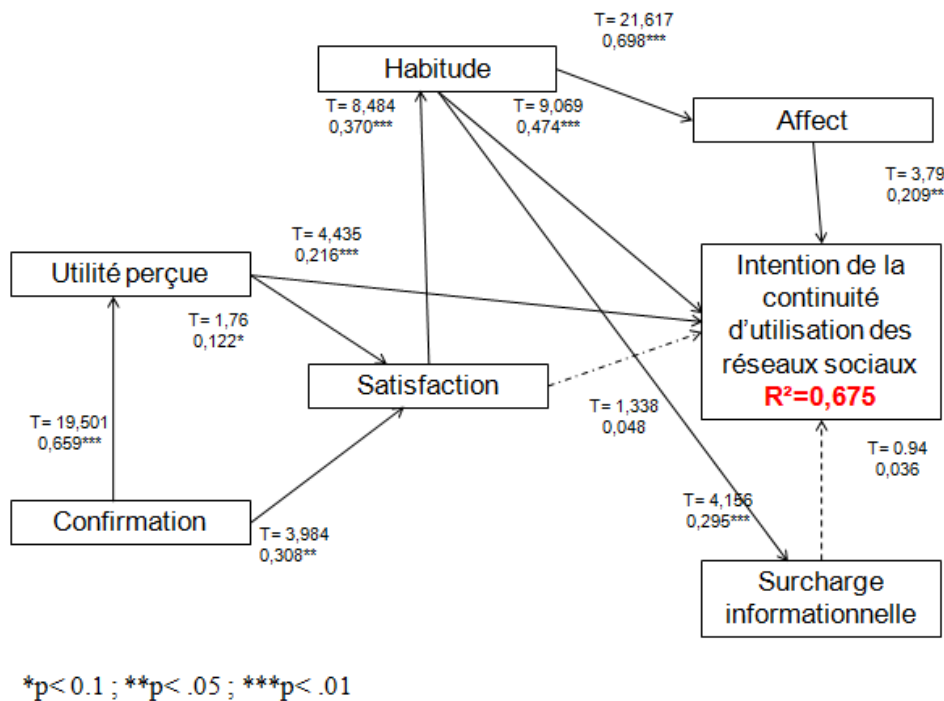 T= 21,617
0,698***
Habitude
T= 8,484
0,370***
T= 9,069
0,474***
Affect
T= 3,79
0,209**
T= 4,435
0,216***
Utilité perçue
Intention de la
continuité
d’utilisation des
réseaux sociaux
R²=0,675
T= 1,76
0,122*
Satisfaction
T= 1,338
0,048
T= 19,501
0,659***
T= 0.94
0,036
Confirmation
T= 3,984
0,308**
T= 4,156
0,295***
Surcharge
informationnelle
*p< 0.1 ; **p< .05 ; ***p< .01